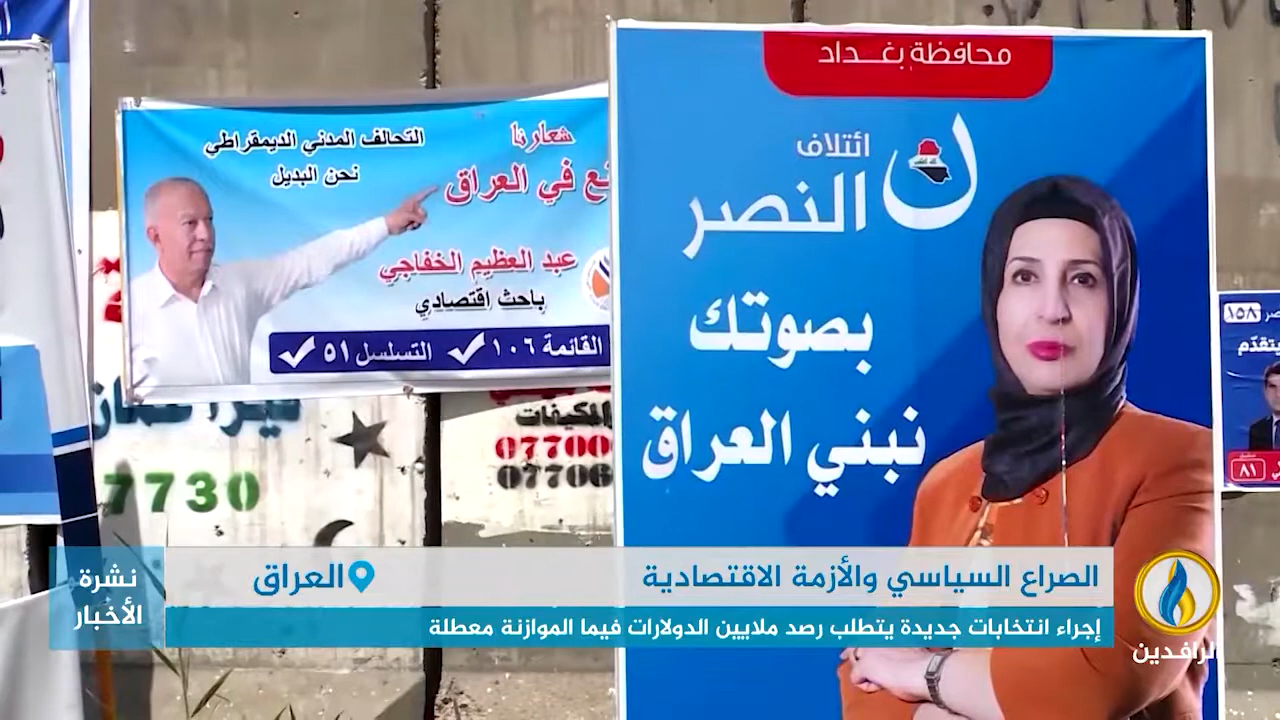 محافظة بغداد
ائتلاف
النصر
بصوتك
نبني العراق
شعارنا
في العراق
التحالف المدني الديمقراطي
نحن البديل
عبد العظيم الخفاجي
باحث اقتصادي
القائمة ١٠٦ التسلسل ٥١
١٥٨
٨١
المكيفات
07700
07706
7730
الصراع السياسي والأزمة الاقتصادية
العراق
إجراء انتخابات جديدة يتطلب رصد ملايين الدولارات فيما الموازنة معطلة
نشرة
الأخبار
الرافدين